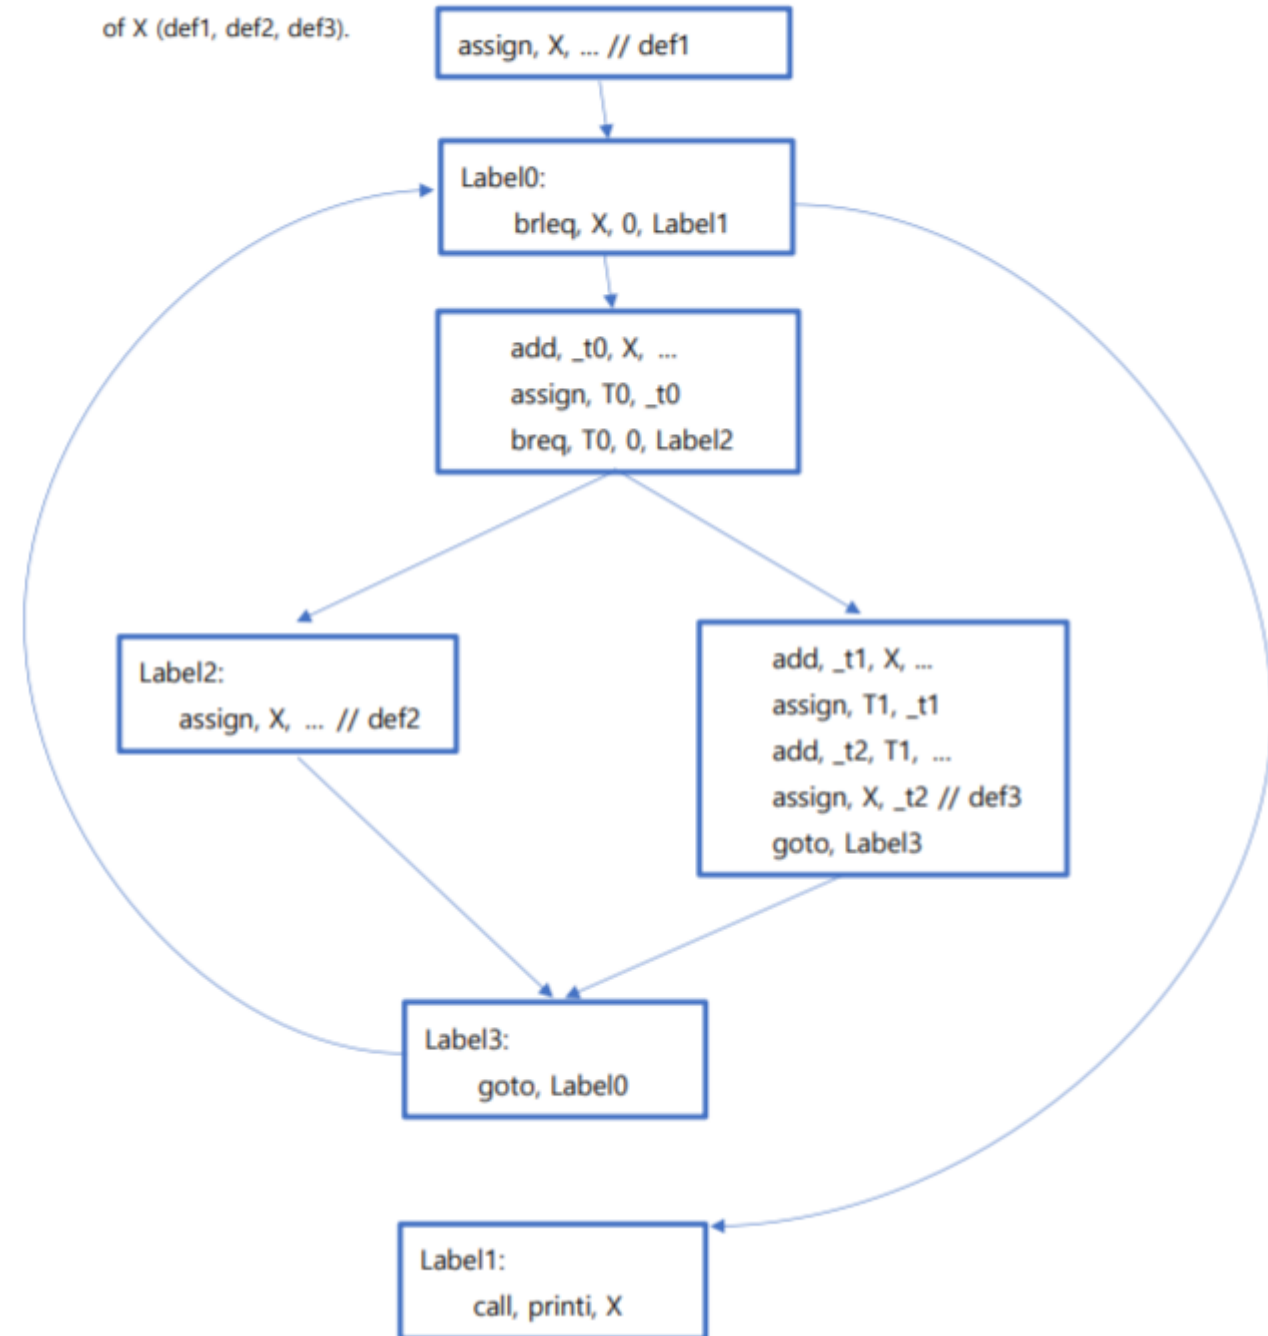 of X (def1, def2, def3).
assign, X, ... // def1
Label0:
brleq, X, 0, Label1
add, _t0, X, ...
assign, T0, _t0
breq, T0, 0, Label2
Label2:
assign, X, ... // def2
add, _t1, X, ...
assign, T1, _t1
add, _t2, T1, ...
assign, X, _t2 // def3
goto, Label3
Label3:
goto, Label0
Label1:
call, printi, X